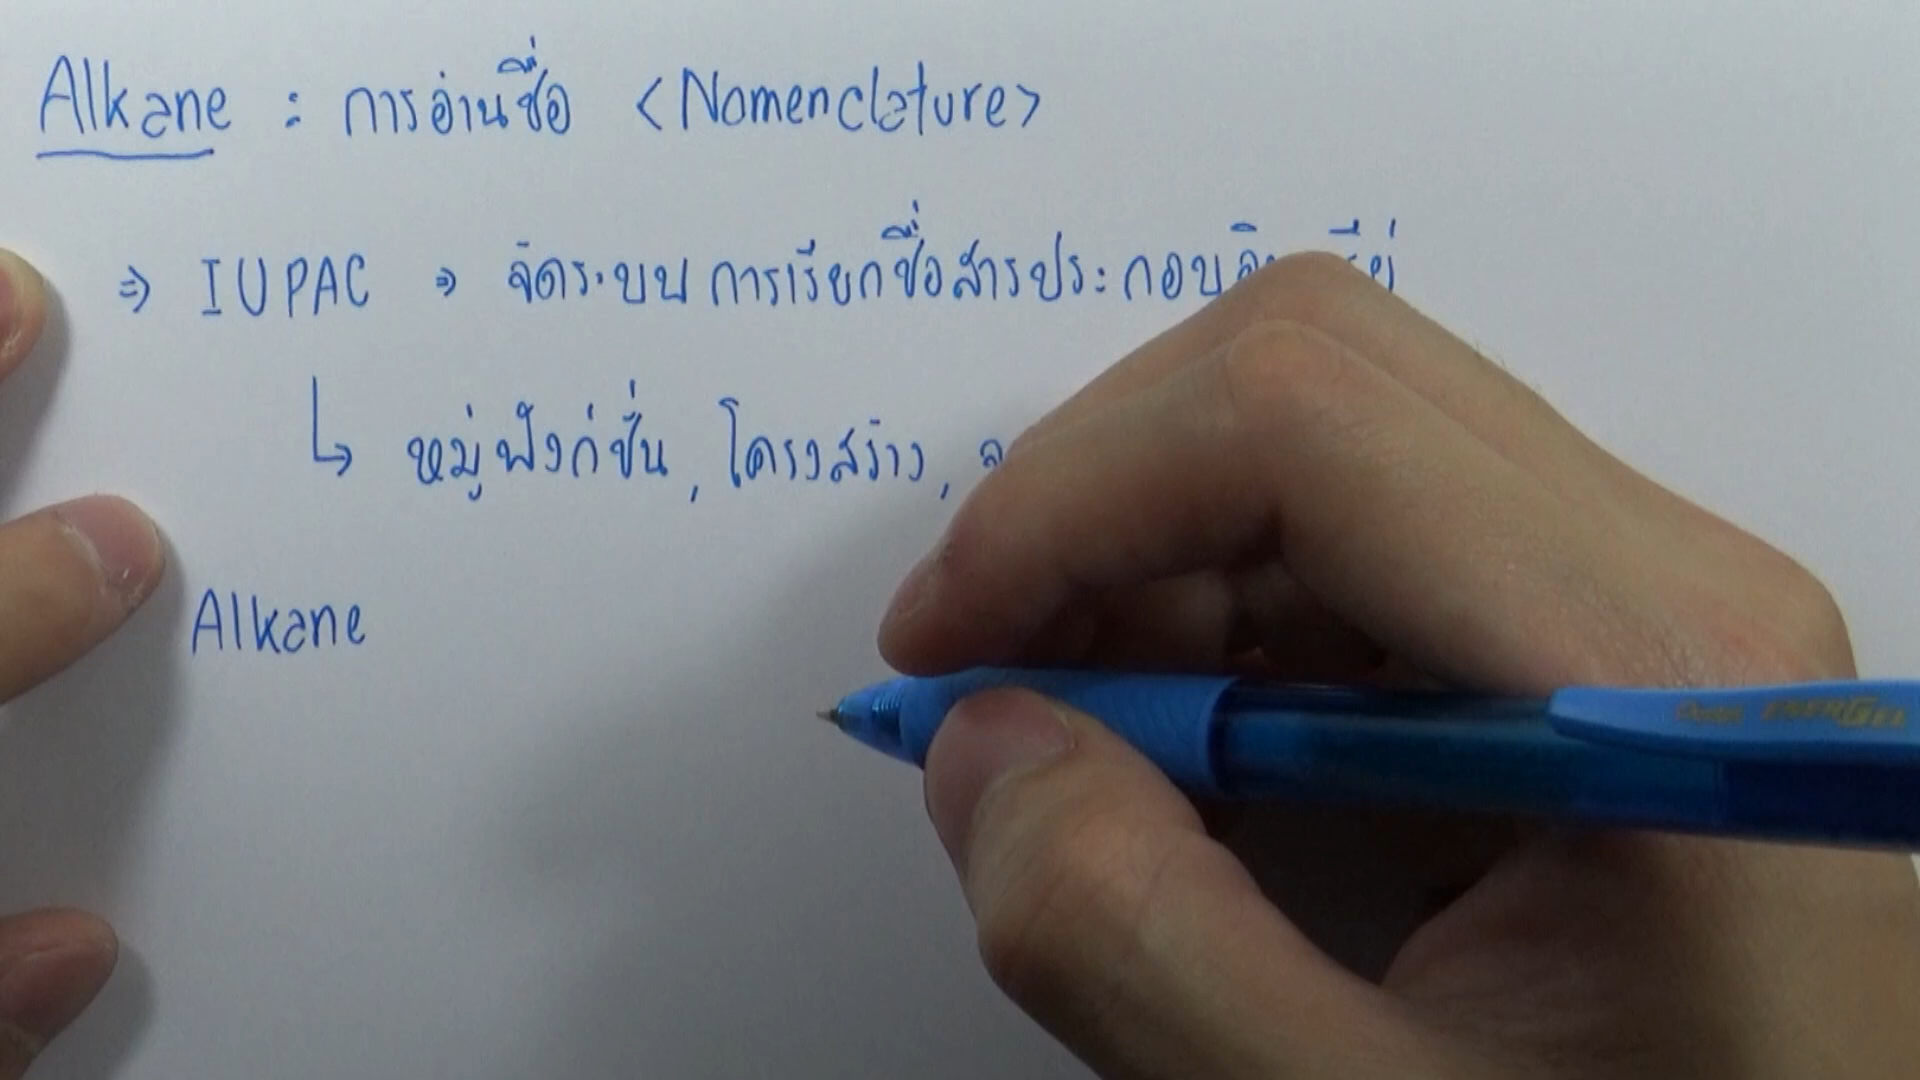 Alkane : การอ่านชื่อ <Nomenclature>
⇒ IUPAC ⇒ จัดระบบการเรียกชื่อสารประกอบ
↳ หมู่ฟังก์ชั่น, โครงสร้าง,
Alkane
Pentel ENERGEL